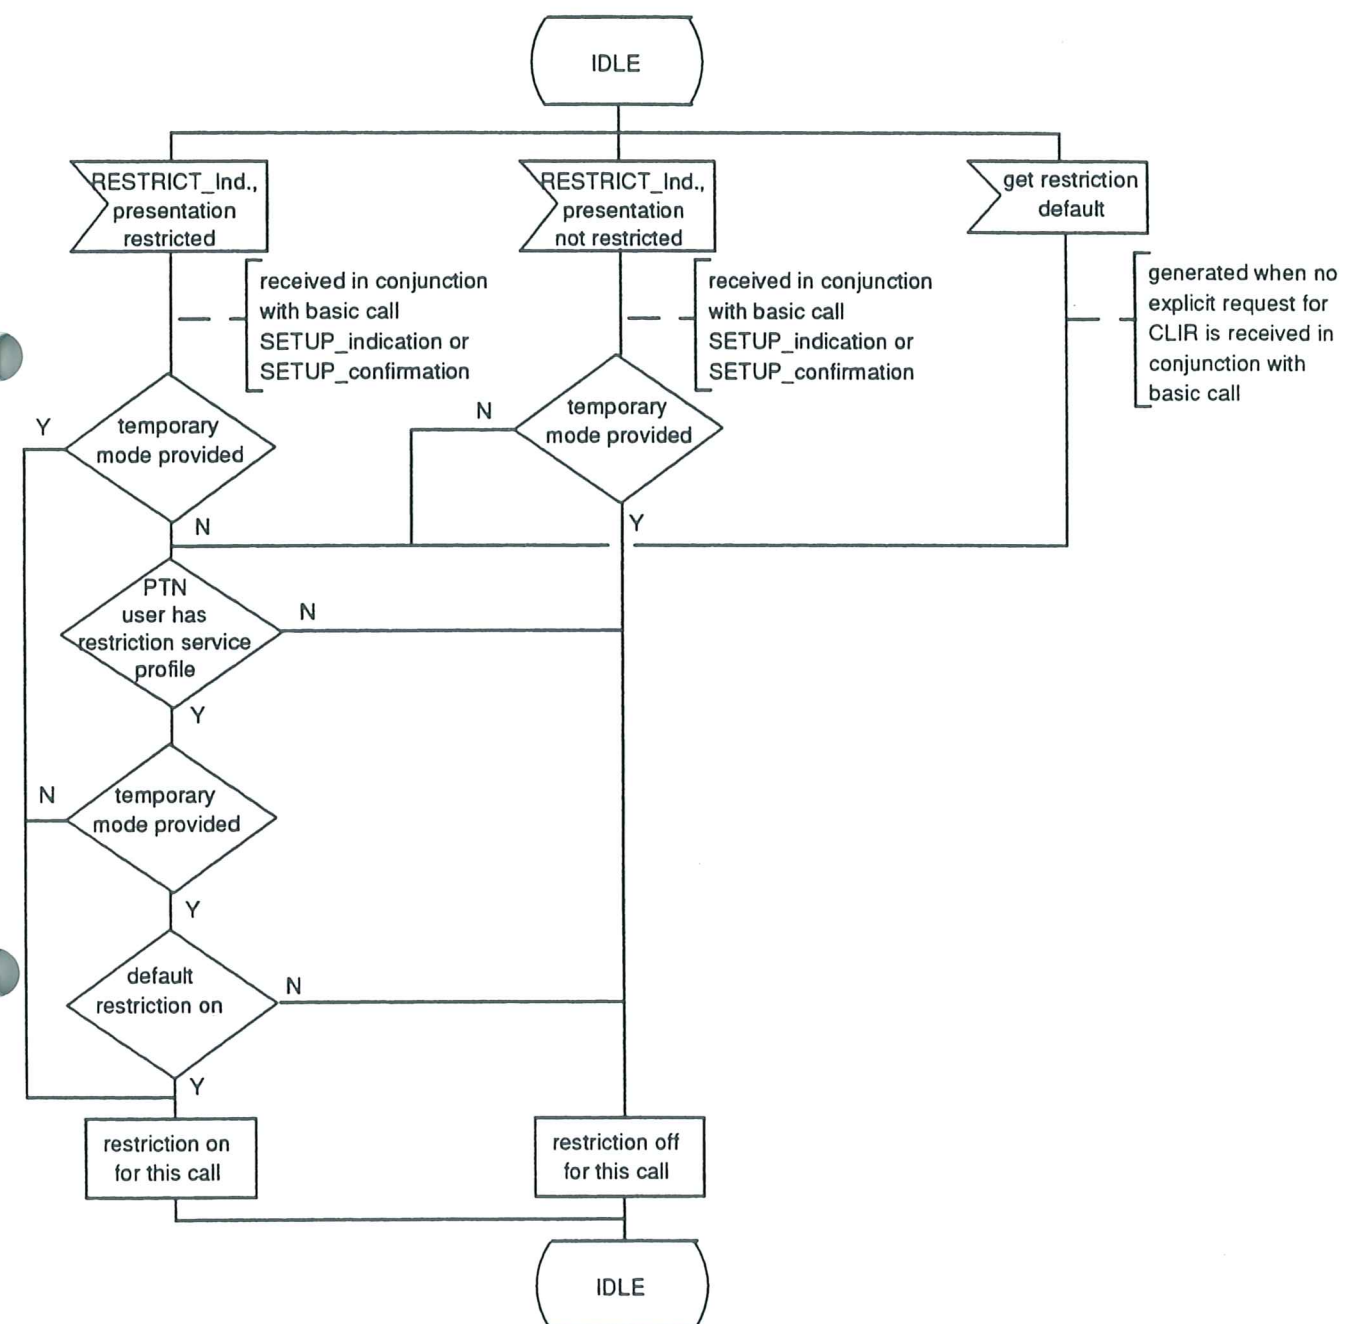 IDLE
RESTRICT_Ind.,
presentation
restricted
RESTRICT_Ind.,
presentation
not restricted
get restriction
default
received in conjunction
with basic call
SETUP_indication or
SETUP_confirmation
received in conjunction
with basic call
SETUP_indication or
SETUP_confirmation
generated when no
explicit request for
CLIR is received in
conjunction with
basic call
Y
temporary
mode provided
N
N
temporary
mode provided
Y
PTN
user has
restriction service
profile
N
Y
N
temporary
mode provided
Y
default
restriction on
N
Y
restriction on
for this call
restriction off
for this call
IDLE